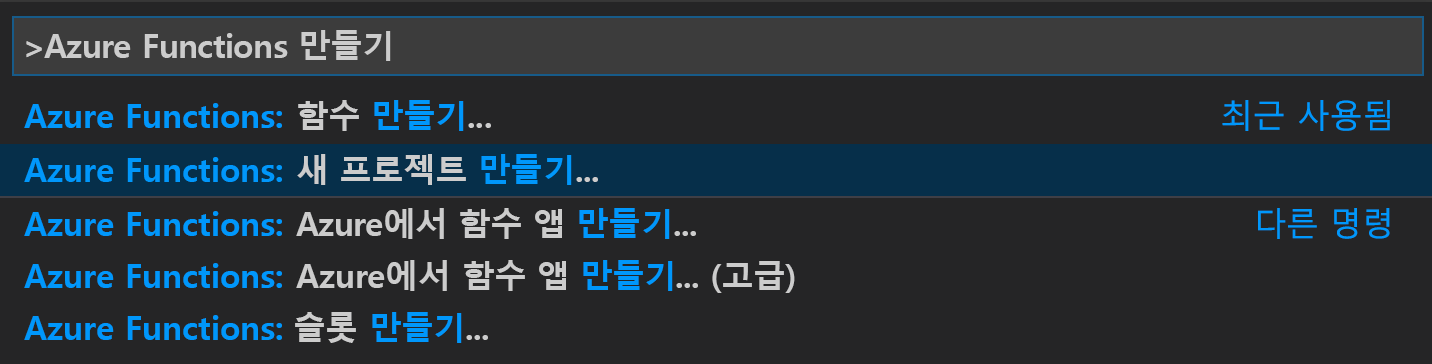 >Azure Functions 만들기
Azure Functions: 함수 만들기... 최근 사용됨
Azure Functions: 새 프로젝트 만들기...
Azure Functions: Azure에서 함수 앱 만들기... 다른 명령
Azure Functions: Azure에서 함수 앱 만들기... (고급)
Azure Functions: 슬롯 만들기...